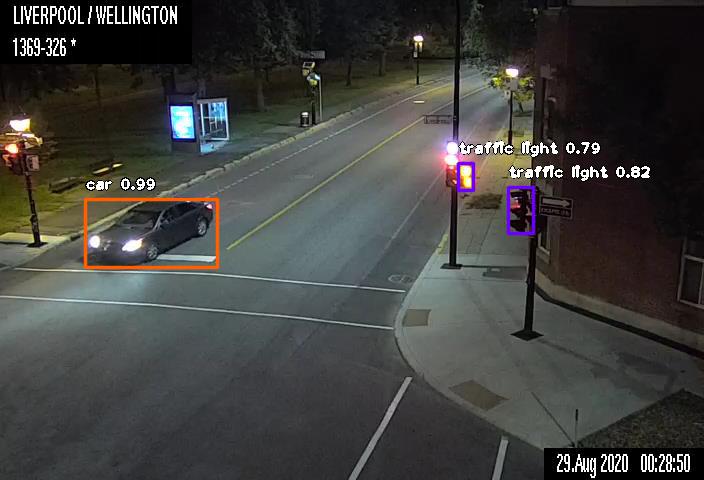 LIVERPOOL / WELLINGTON
1369-326 *
traffic light 0.79
traffic light 0.82
car 0.99
29.Aug 2020 00:28:50